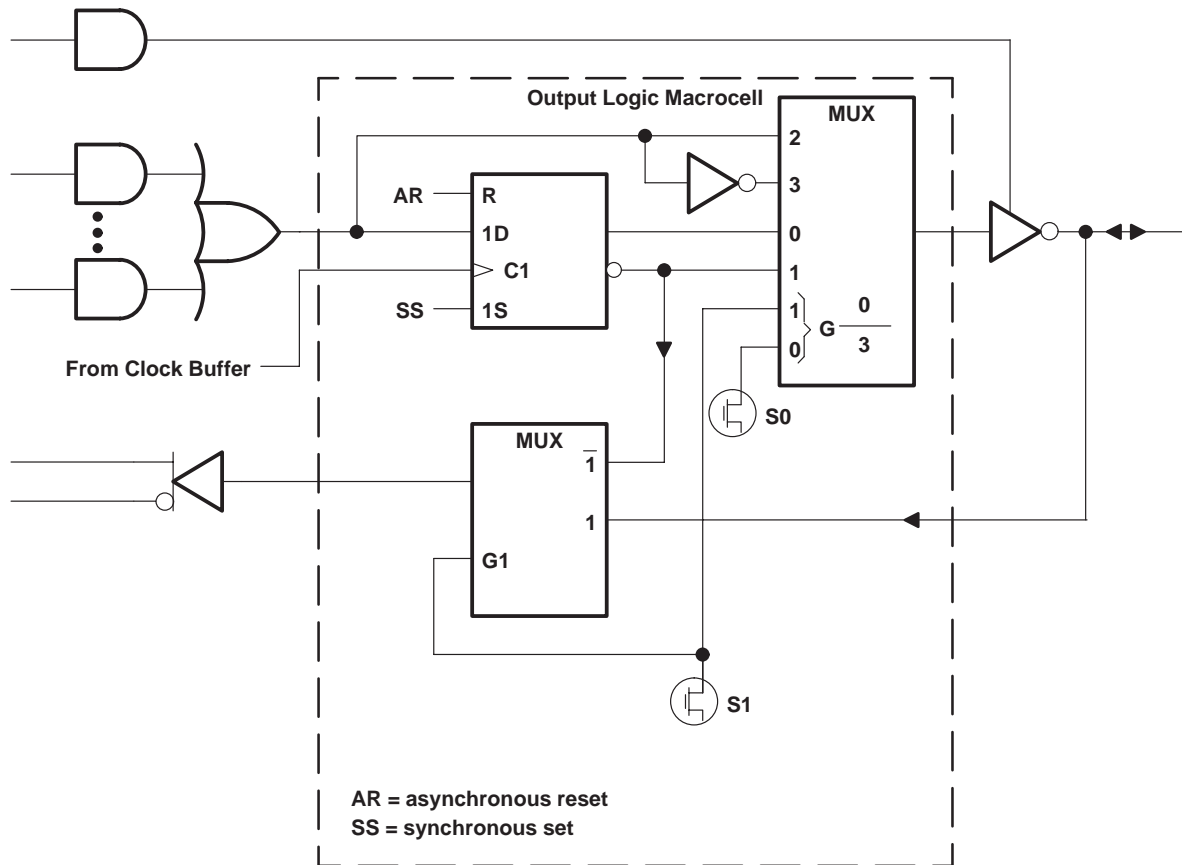 Output Logic Macrocell
MUX
2
3
AR
R
1D
0
C1
1
SS
1S
1
0
G 0
3
From Clock Buffer
S0
MUX
1̅
1
G1
S1
AR = asynchronous reset
SS = synchronous set